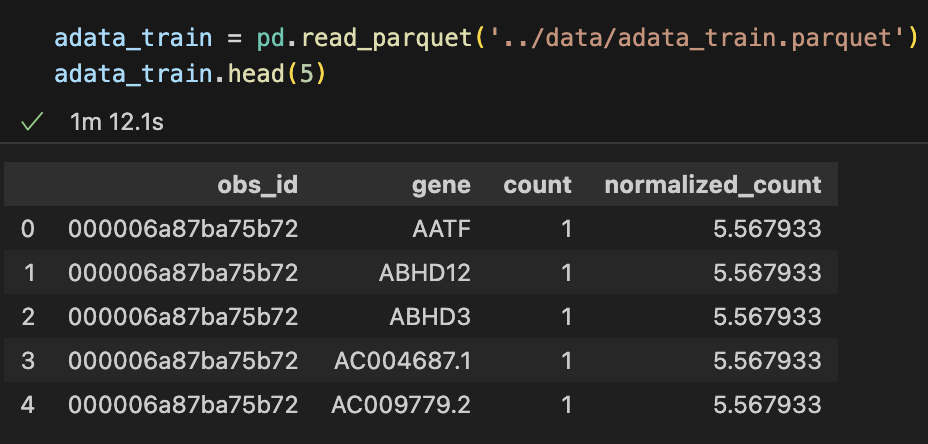 adata_train = pd.read_parquet('../data/adata_train.parquet')
adata_train.head(5)
1m 12.1s
obs_id gene count normalized_count
0 000006a87ba75b72 AATF 1 5.567933
1 000006a87ba75b72 ABHD12 1 5.567933
2 000006a87ba75b72 ABHD3 1 5.567933
3 000006a87ba75b72 AC004687.1 1 5.567933
4 000006a87ba75b72 AC009779.2 1 5.567933